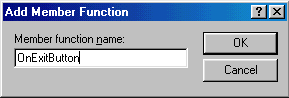 Add Member Function
Member function name:
OnExitButton
OK
Cancel